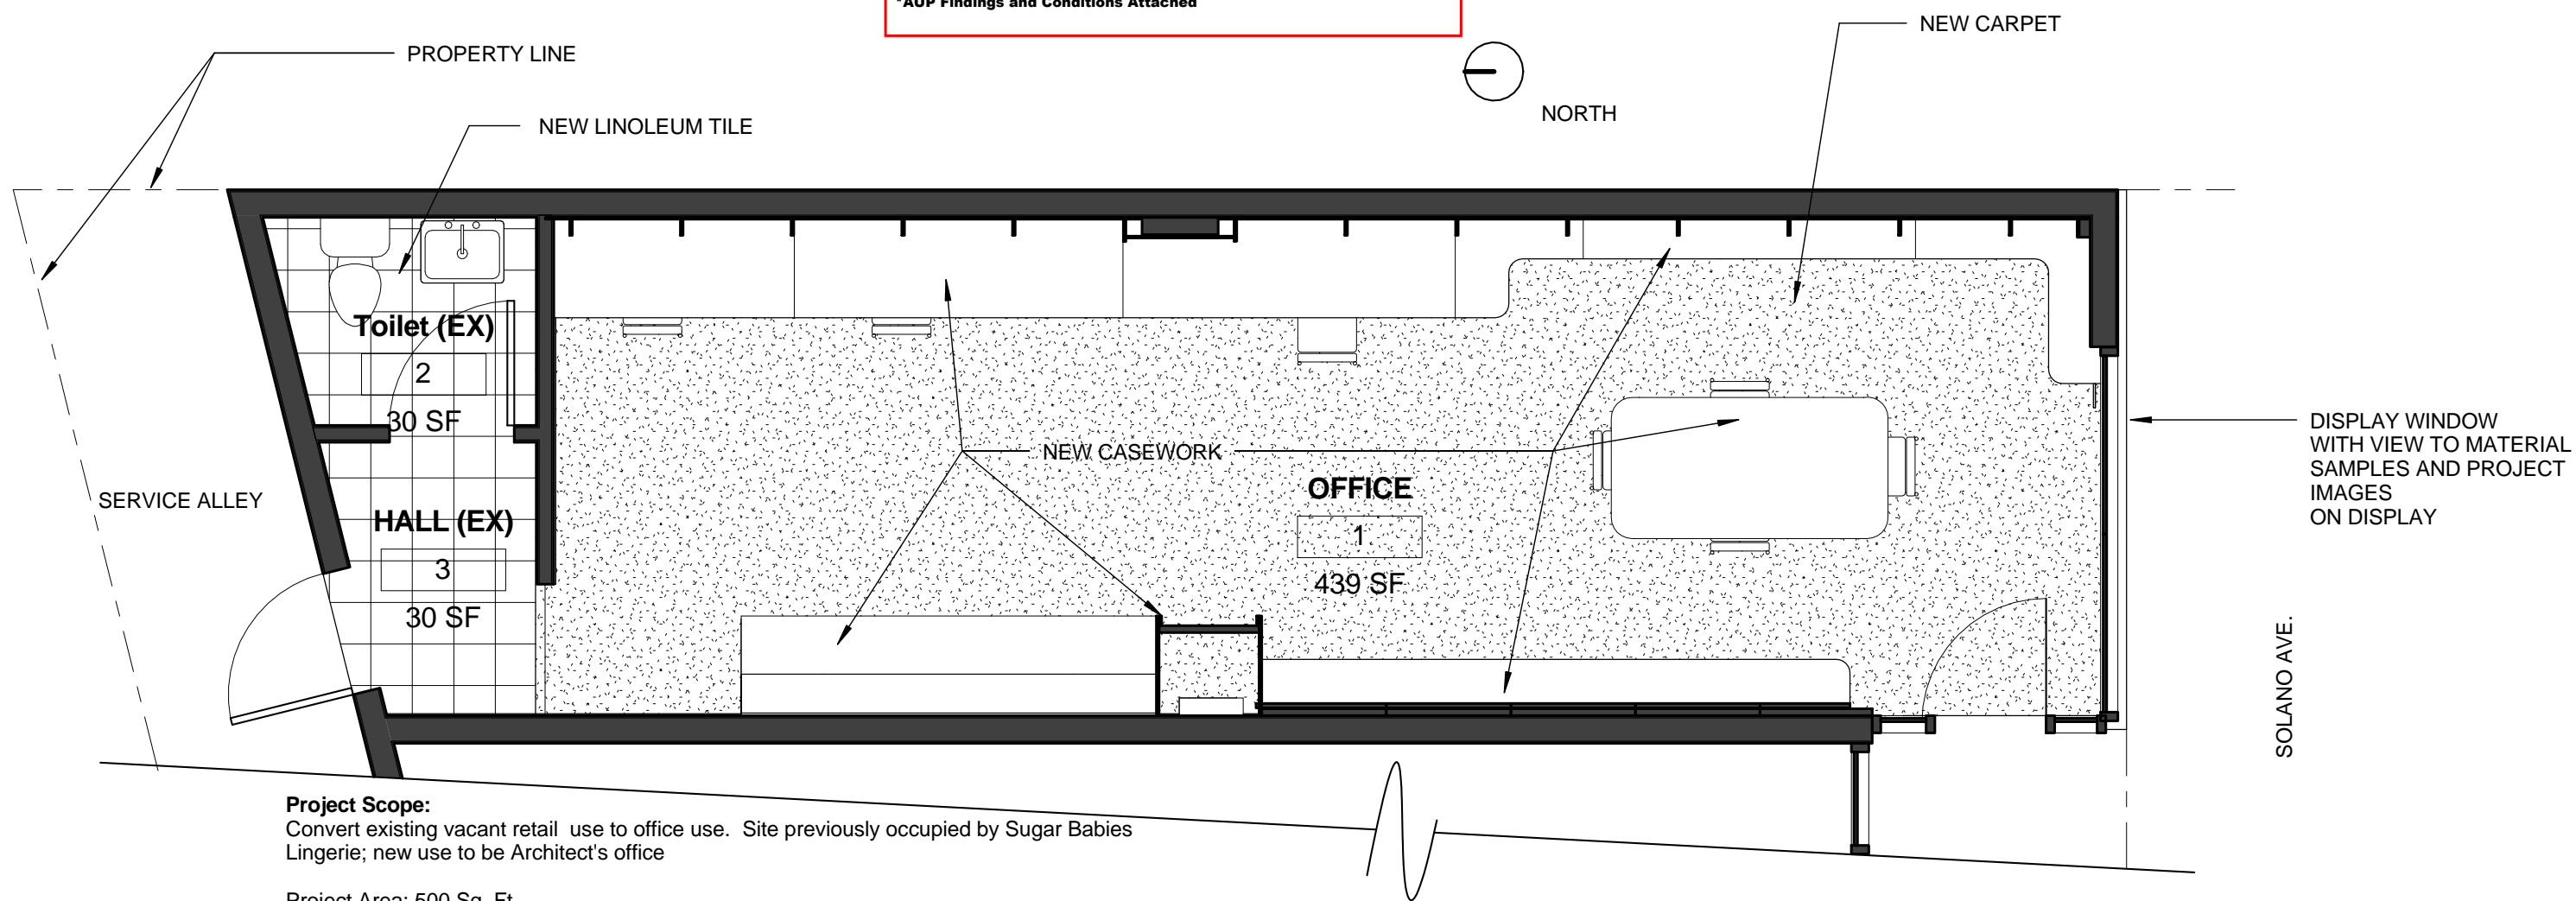 *AUP Findings and Conditions Attached
NEW CARPET
PROPERTY LINE
NORTH
NEW LINOLEUM TILE
Toilet (EX)
2
30 SF
DISPLAY WINDOW
WITH VIEW TO MATERIAL
SAMPLES AND PROJECT
IMAGES
ON DISPLAY
NEW CASEWORK
SERVICE ALLEY
OFFICE
1
439 SF
HALL (EX)
3
30 SF
SOLANO AVE.
Project Scope:
Convert existing vacant retail use to office use. Site previously occupied by Sugar Babies
Lingerie; new use to be Architect's office
Project Area: 500 Sq. Ft.